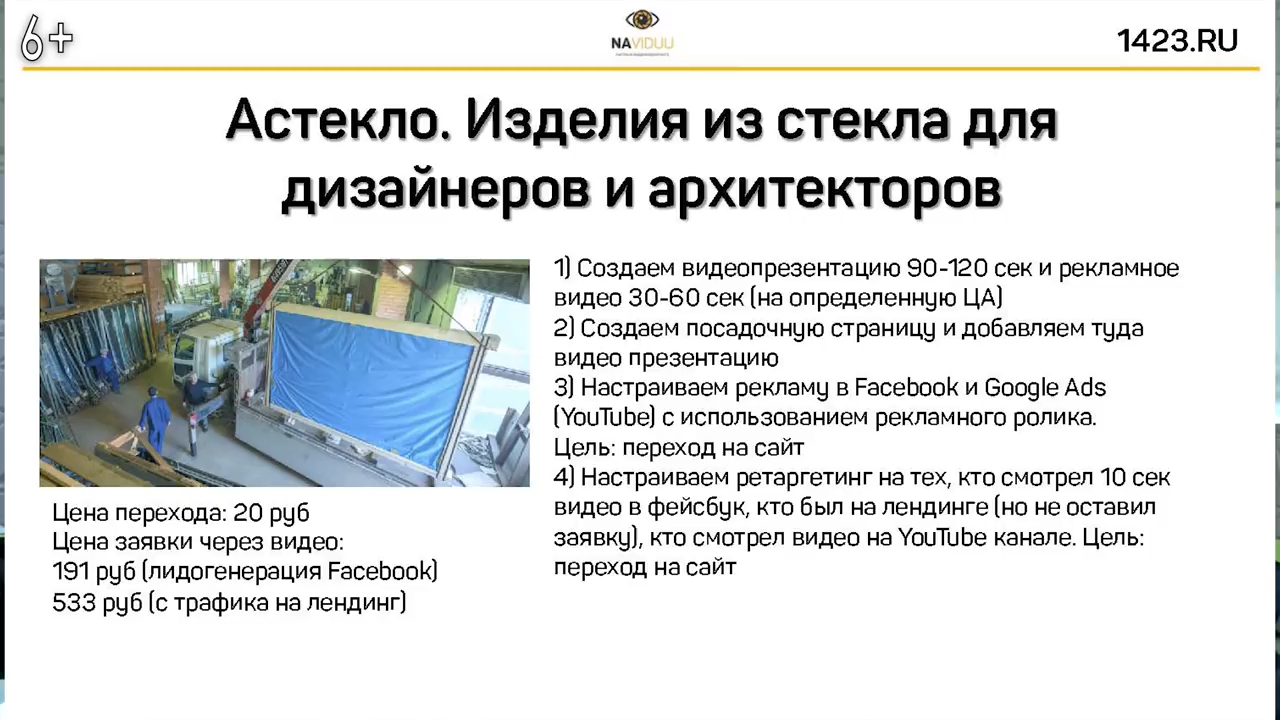 6+
NAVIDUU
1423.RU
Астекло. Изделия из стекла для
дизайнеров и архитекторов
1) Создаем видеопрезентацию 90-120 сек и рекламное
видео 30-60 сек (на определенную ЦА)
2) Создаем посадочную страницу и добавляем туда
видео презентацию
3) Настраиваем рекламу в Facebook и Google Ads
(YouTube) с использованием рекламного ролика.
Цель: переход на сайт
4) Настраиваем ретаргетинг на тех, кто смотрел 10 сек
видео в фейсбук, кто был на лендинге (но не оставил
заявку), кто смотрел видео на YouTube канале. Цель:
переход на сайт
Цена перехода: 20 руб
Цена заявки через видео:
191 руб (лидогенерация Facebook)
533 руб (с трафика на лендинг)